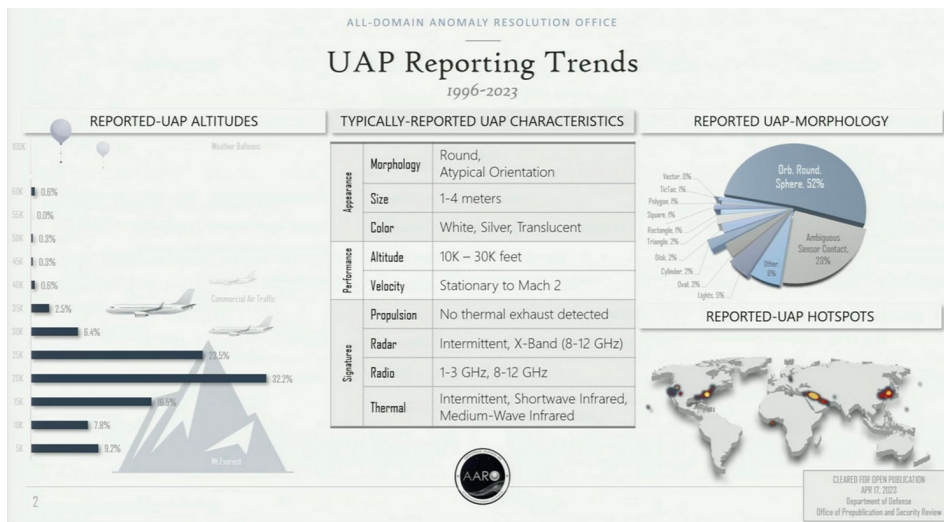 ALL-DOMAIN ANOMALY RESOLUTION OFFICE
UAP Reporting Trends
1996-2023
REPORTED-UAP ALTITUDES
100K
Weather Balloons
60K 0.6%
55K 0.0%
50K 0.3%
45K 0.3%
40K 0.6%
35K 2.5%
Commercial Air Traffic
30K 6.4%
25K 23.5%
20K 32.2%
15K 16.5%
10K 7.8%
5K 9.2%
Mt Everest
TYPICALLY-REPORTED UAP CHARACTERISTICS
Appearance
Morphology
Round,
Atypical Orientation
Size
1-4 meters
Color
White, Silver, Translucent
Performance
Altitude
10K – 30K feet
Velocity
Stationary to Mach 2
Signatures
Propulsion
No thermal exhaust detected
Radar
Intermittent, X-Band (8-12 GHz)
Radio
1-3 GHz, 8-12 GHz
Thermal
Intermittent, Shortwave Infrared,
Medium-Wave Infrared
AARO
REPORTED UAP-MORPHOLOGY
Orb, Round,
Sphere, 52%
Ambiguous
Sensor Contact,
Other
Lights, 5%
Oval,
Cylinder, 2%
Disk, 2%
Triangle, 2%
Rectangle, 1%
Square, 1%
Polygon, 1%
TicTac, 1%
Vector, 0%
REPORTED-UAP HOTSPOTS
2
CLEARED FOR OPEN PUBLICATION
APR 17, 2023
Department of Defense
Office of Prepublication and Security Review